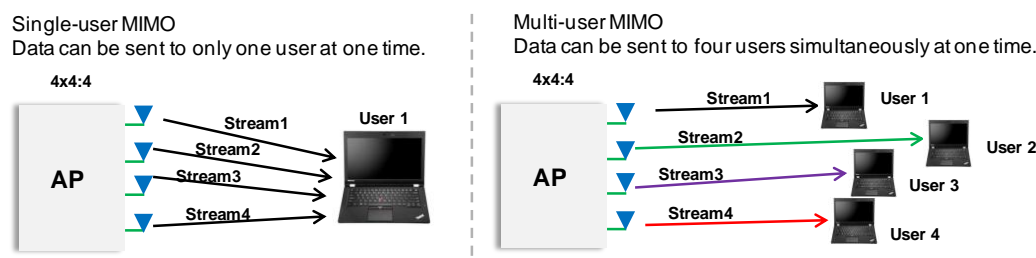 Single-user MIMO
Data can be sent to only one user at one time.
4x4:4
AP
Stream1
Stream2
Stream3
Stream4
User 1
Multi-user MIMO
Data can be sent to four users simultaneously at one time.
4x4:4
AP
Stream1
User 1
Stream2
User 2
Stream3
User 3
Stream4
User 4